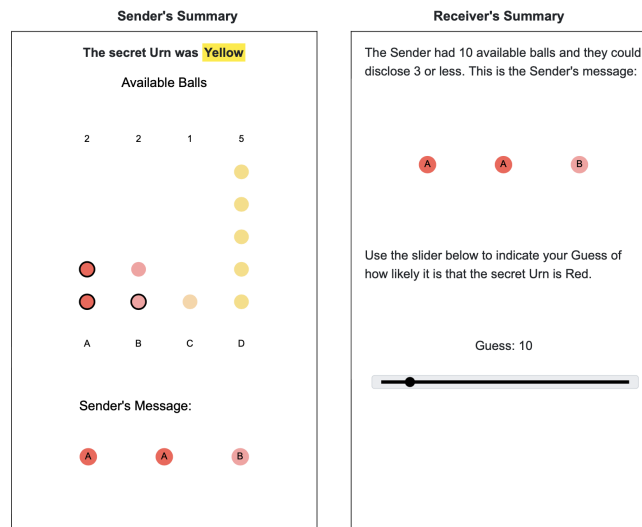 Sender's Summary
The secret Urn was Yellow
Available Balls
2 2 1 5
A B C D
Sender's Message:
A A B
Receiver's Summary
The Sender had 10 available balls and they could
disclose 3 or less. This is the Sender's message:
A A B
Use the slider below to indicate your Guess of
how likely it is that the secret Urn is Red.
Guess: 10